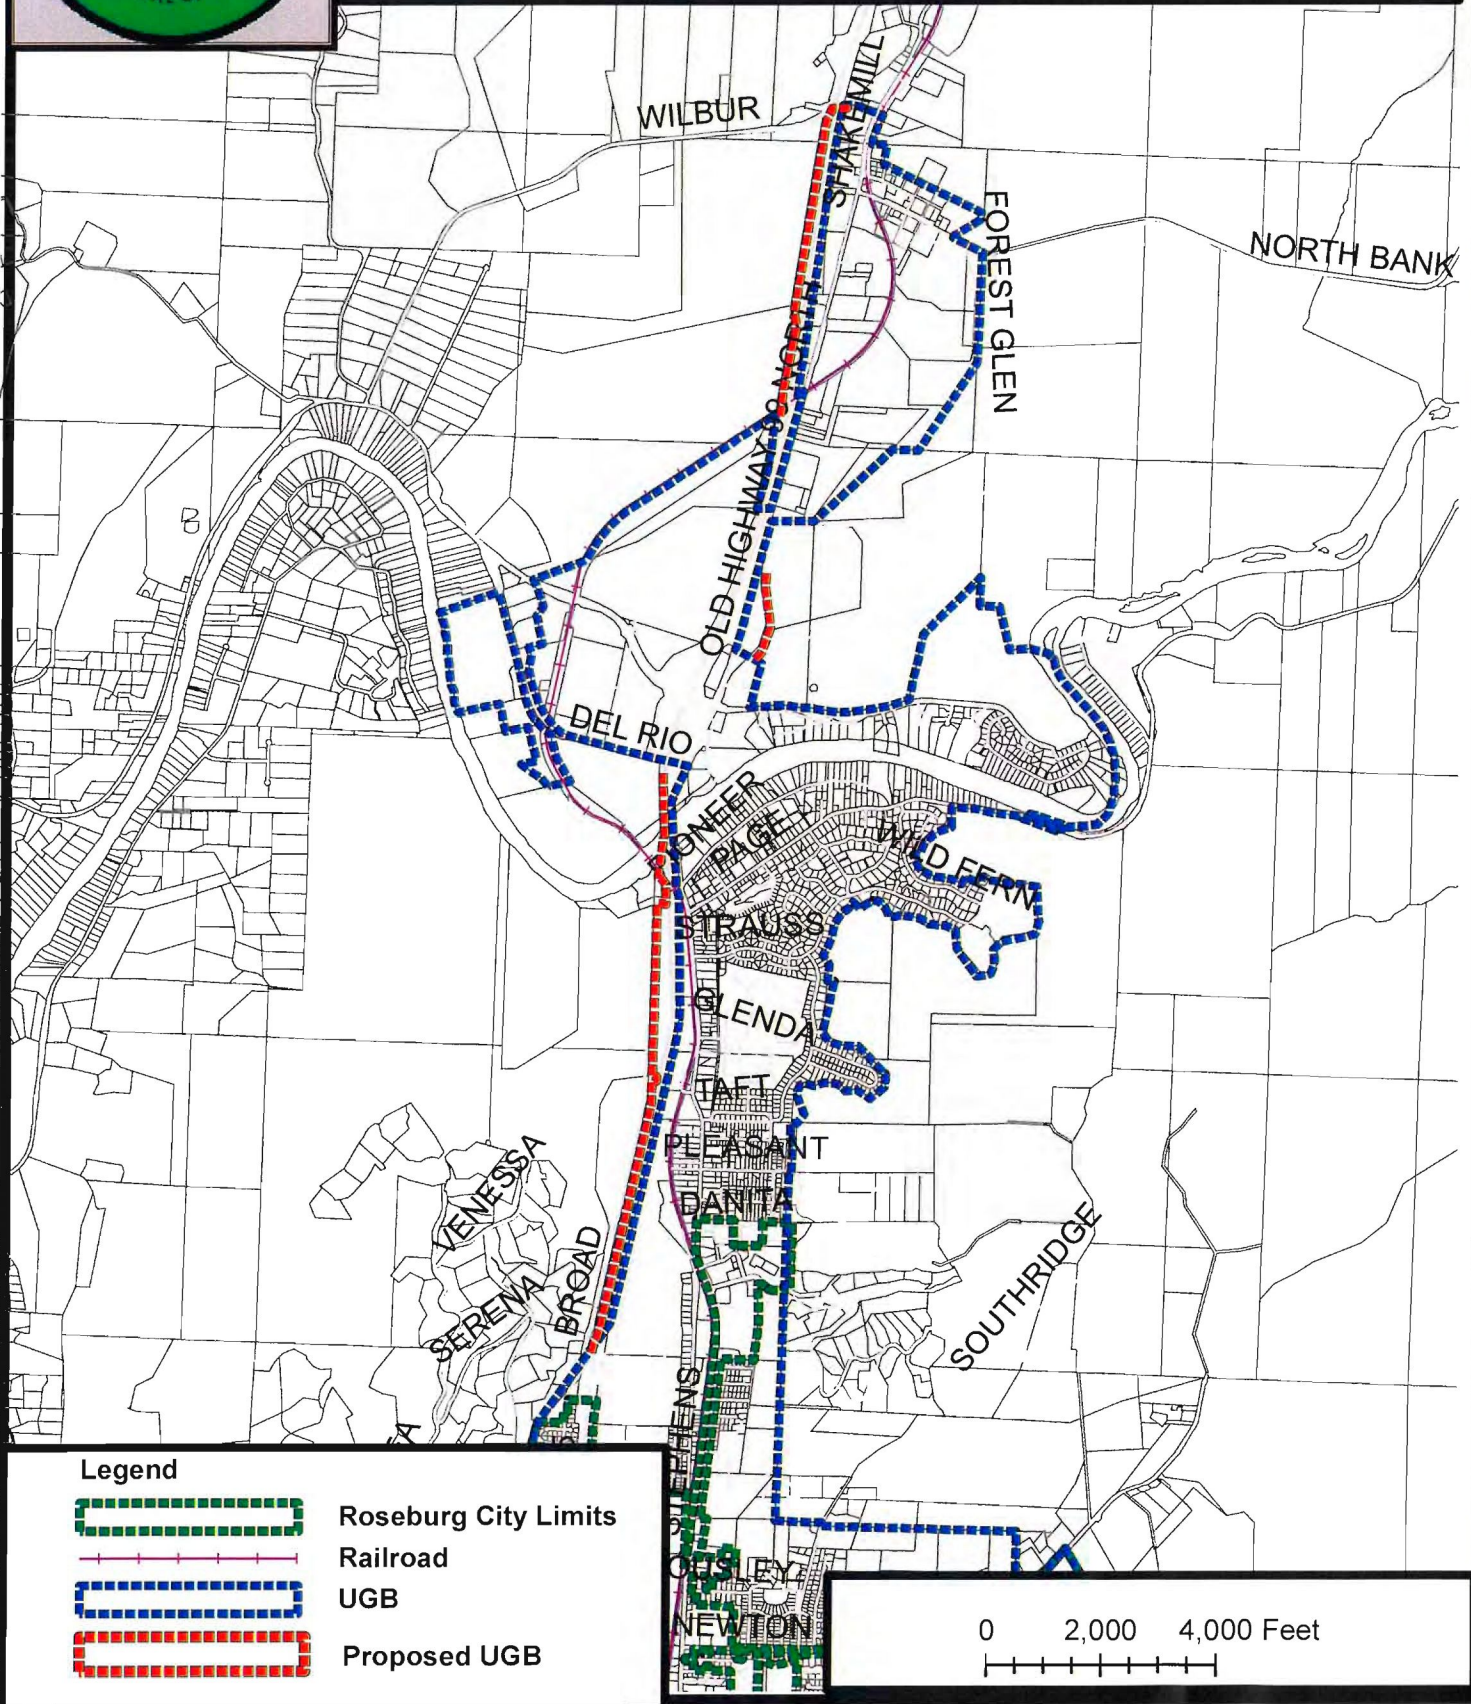 SHAKEMILL
WILBUR
FOREST GLEN
NORTH BANK
OLD HIGHWAY 99 NORTH
DEL RIO
PIONEER
PAGE
WILD FERN
STRAUSS
GLENDA
TAFT
PLEASANT
DANITA
VENESSA
SERENA
BROAD
SOUTHRIDGE
STEPHENS
OUSLEY
NEWTON
Legend
Roseburg City Limits
Railroad
UGB
Proposed UGB
0 2,000 4,000 Feet